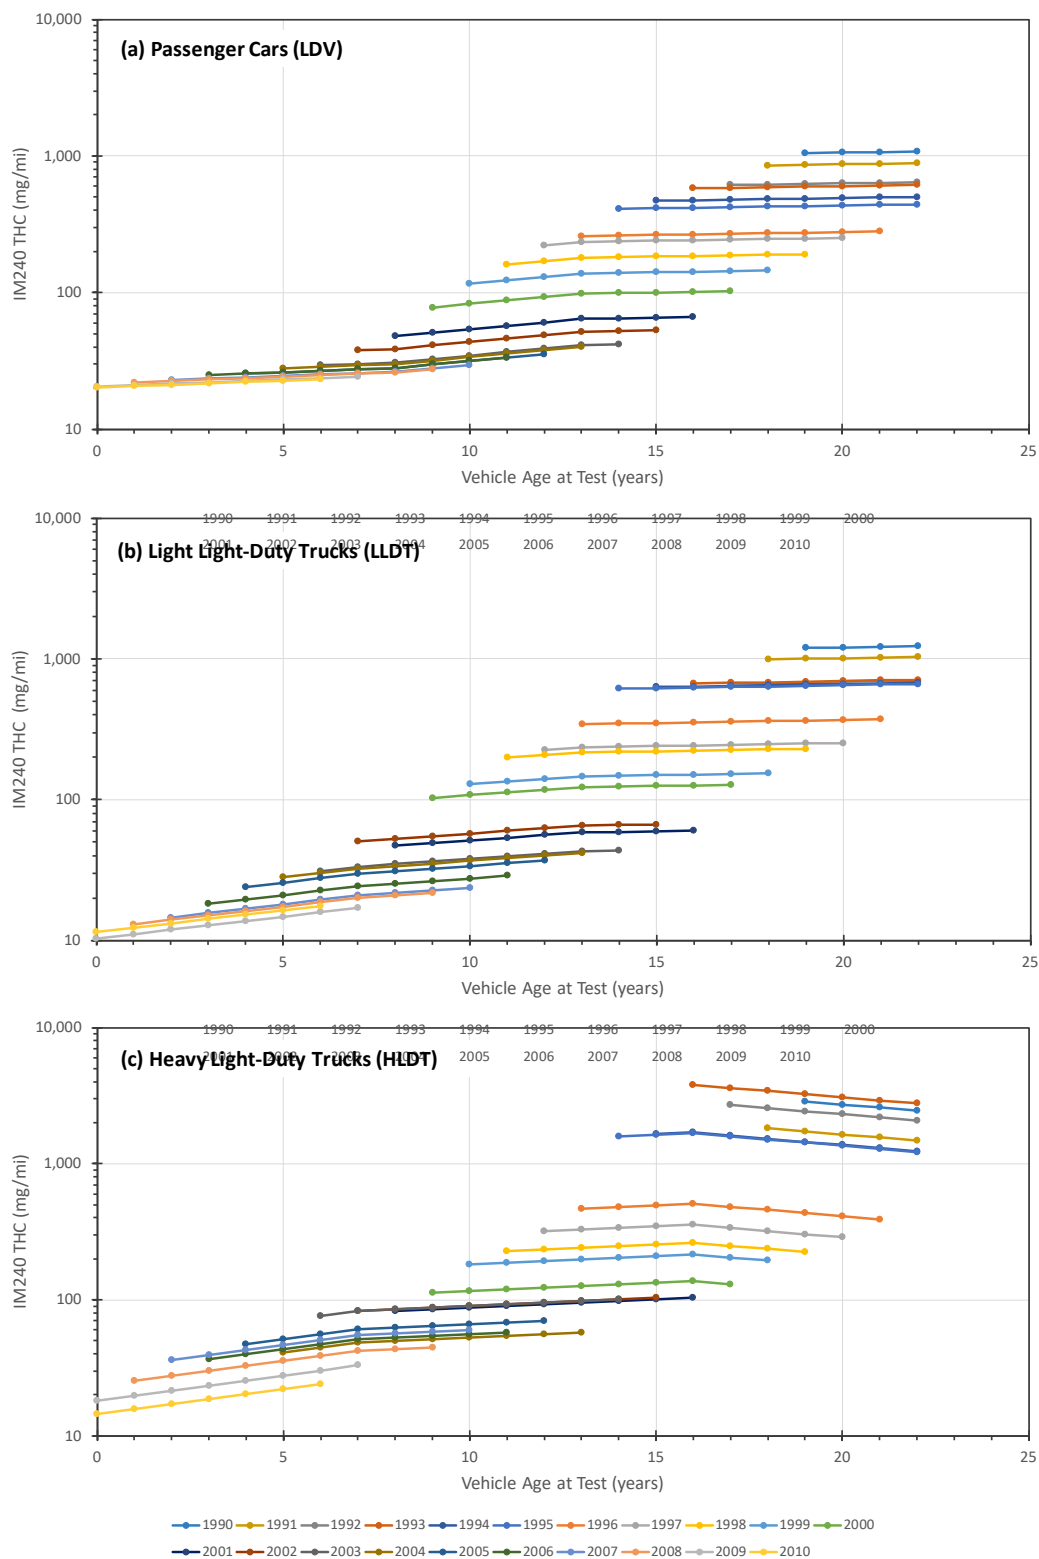 (a) Passenger Cars (LDV)
10,000
1,000
100
10
IM240 THC (mg/mi)
0 5 10 15 20 25
Vehicle Age at Test (years)
1990 1991 1992 1993 1994 1995 1996 1997 1998 1999 2000
2001 2002 2003 2004 2005 2006 2007 2008 2009 2010
(b) Light Light-Duty Trucks (LLDT)
10,000
1,000
100
10
IM240 THC (mg/mi)
0 5 10 15 20 25
Vehicle Age at Test (years)
1990 1991 1992 1993 1994 1995 1996 1997 1998 1999 2000
2001 2002 2003 2004 2005 2006 2007 2008 2009 2010
(c) Heavy Light-Duty Trucks (HLDT)
10,000
1,000
100
10
IM240 THC (mg/mi)
0 5 10 15 20 25
Vehicle Age at Test (years)
1990 1991 1992 1993 1994 1995 1996 1997 1998 1999 2000
2001 2002 2003 2004 2005 2006 2007 2008 2009 2010